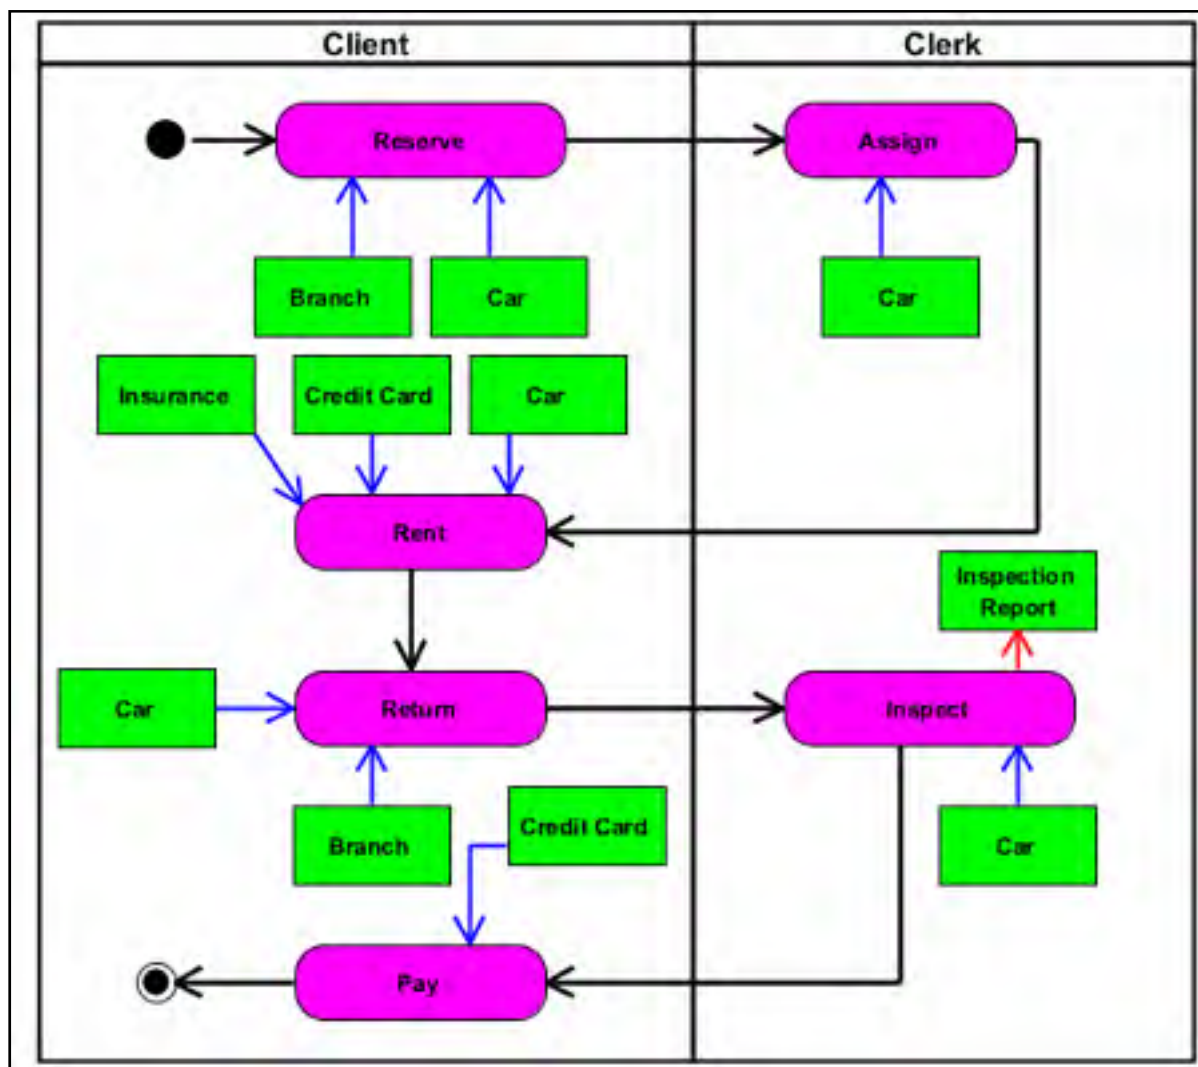 Client
Clerk
Reserve
Assign
Branch
Car
Car
Insurance
Credit Card
Car
Rent
Inspection
Report
Car
Return
Inspect
Branch
Credit Card
Car
Pay